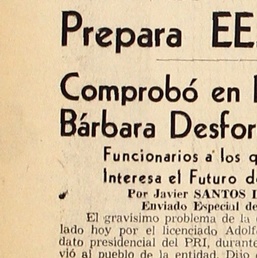 Prepara EE
Comprobó en
Bárbara Desfor
Funcionarios a los q
Interesa el Futuro d
Por Javier SANTOS
Enviado Especial de
El gravísimo problema de la
lado hoy por el licenciado Adolf
dato presidencial del PRI, durant
vió al pueblo de la entidad. Dijo